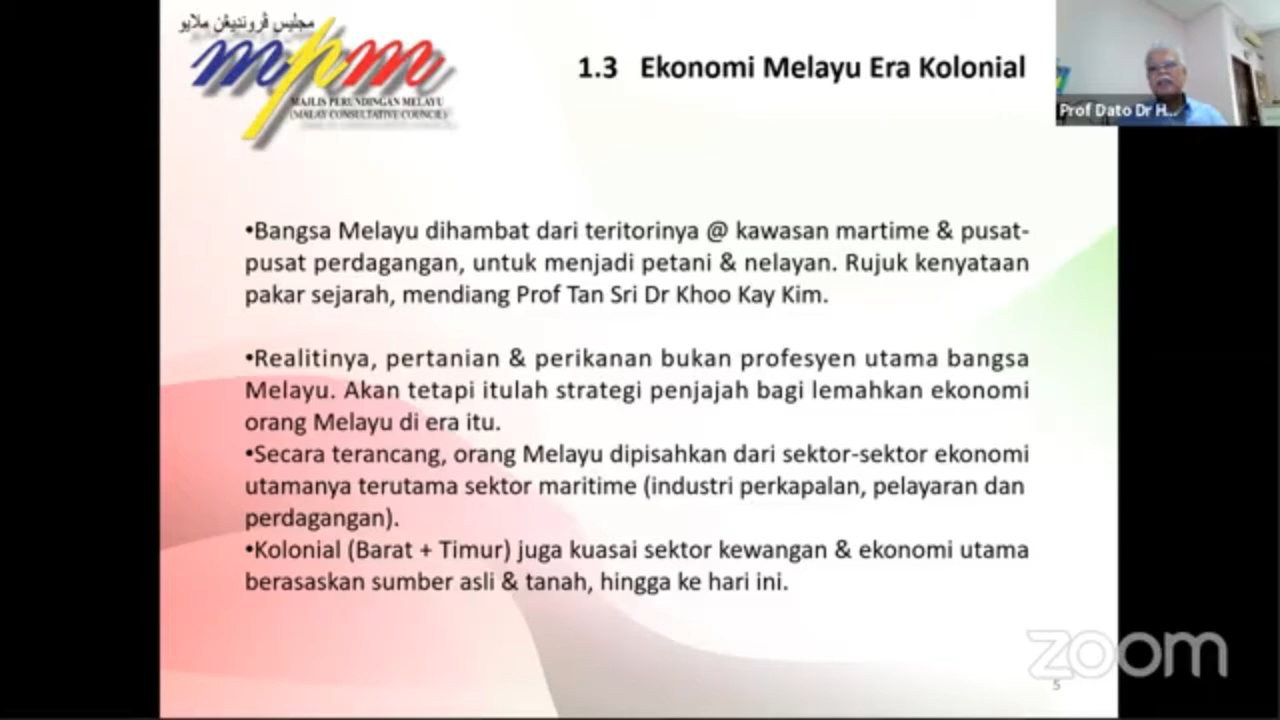 مجليس ڤرونديڠن ملايو
mpm
MAJLIS PERUNDINGAN MELAYU
(MALAY CONSULTATIVE COUNCIL)
1.3 Ekonomi Melayu Era Kolonial
Prof Dato Dr H...
•Bangsa Melayu dihambat dari teritorinya @ kawasan martime & pusat-
pusat perdagangan, untuk menjadi petani & nelayan. Rujuk kenyataan
pakar sejarah, mendiang Prof Tan Sri Dr Khoo Kay Kim.
•Realitinya, pertanian & perikanan bukan profesyen utama bangsa
Melayu. Akan tetapi itulah strategi penjajah bagi lemahkan ekonomi
orang Melayu di era itu.
•Secara terancang, orang Melayu dipisahkan dari sektor-sektor ekonomi
utamanya terutama sektor maritime (industri perkapalan, pelayaran dan
perdagangan).
•Kolonial (Barat + Timur) juga kuasai sektor kewangan & ekonomi utama
berasaskan sumber asli & tanah, hingga ke hari ini.
zoom
5